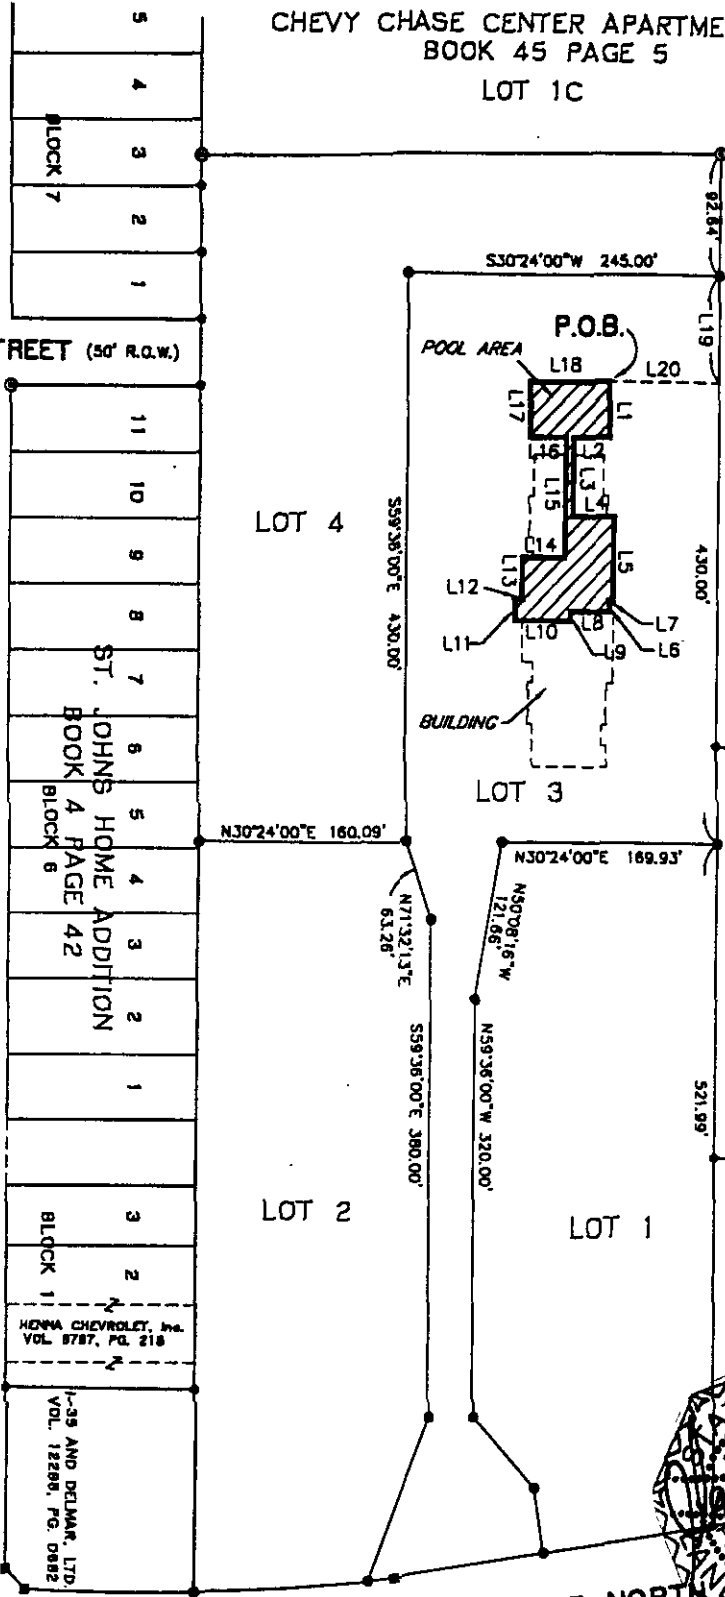 CHEVY CHASE CENTER APARTME
BOOK 45 PAGE 5
LOT 1C
5
4
3
2
1
BLOCK 7
92.64'
S30°24'00"W 245.00'
L19
P.O.B.
POOL AREA
L18
L20
L17
L1
TREET (50' R.O.W.)
L16
L2
L3
L15
L4
L14
L5
L13
L12
L11
L10
L8
L9
L7
L6
LOT 4
S59°36'00"E 430.00'
430.00'
BUILDING
LOT 3
11
10
9
8
7
6
5
4
3
2
1
ST. JOHNS HOME ADDITION
BOOK 4 PAGE 42
BLOCK 6
N30°24'00"E 160.09'
N30°24'00"E 169.93'
N71°32'13"E
63.26'
N50°08'16"W
121.66'
S59°36'00"E 380.00'
N59°36'00"W 320.00'
521.99'
LOT 2
LOT 1
3
2
BLOCK 1
HENNA CHEVROLET, Inc.
VOL. 8787, PG. 218
I-35 AND DELMAR, LTD.
VOL. 12298, PG. 0882
NORTH